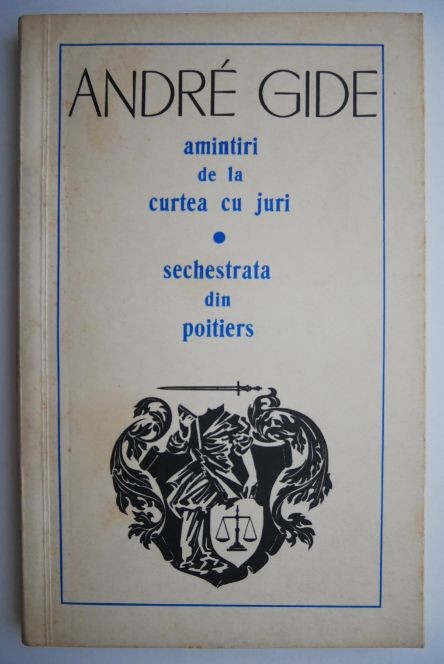 ANDRÉ GIDE
amintiri
de la
curtea cu juri
sechestrata
din
poitiers